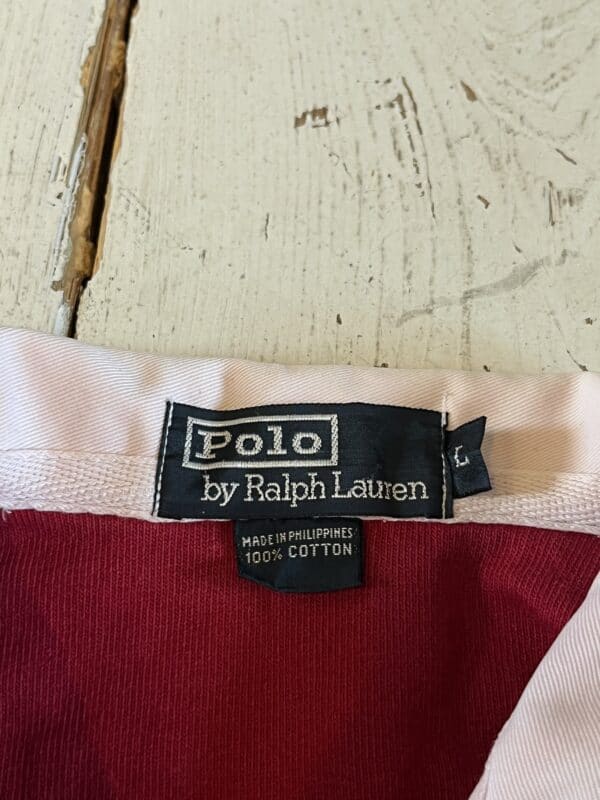 Polo
by Ralph Lauren
L
MADE IN PHILIPPINES
100% COTTON